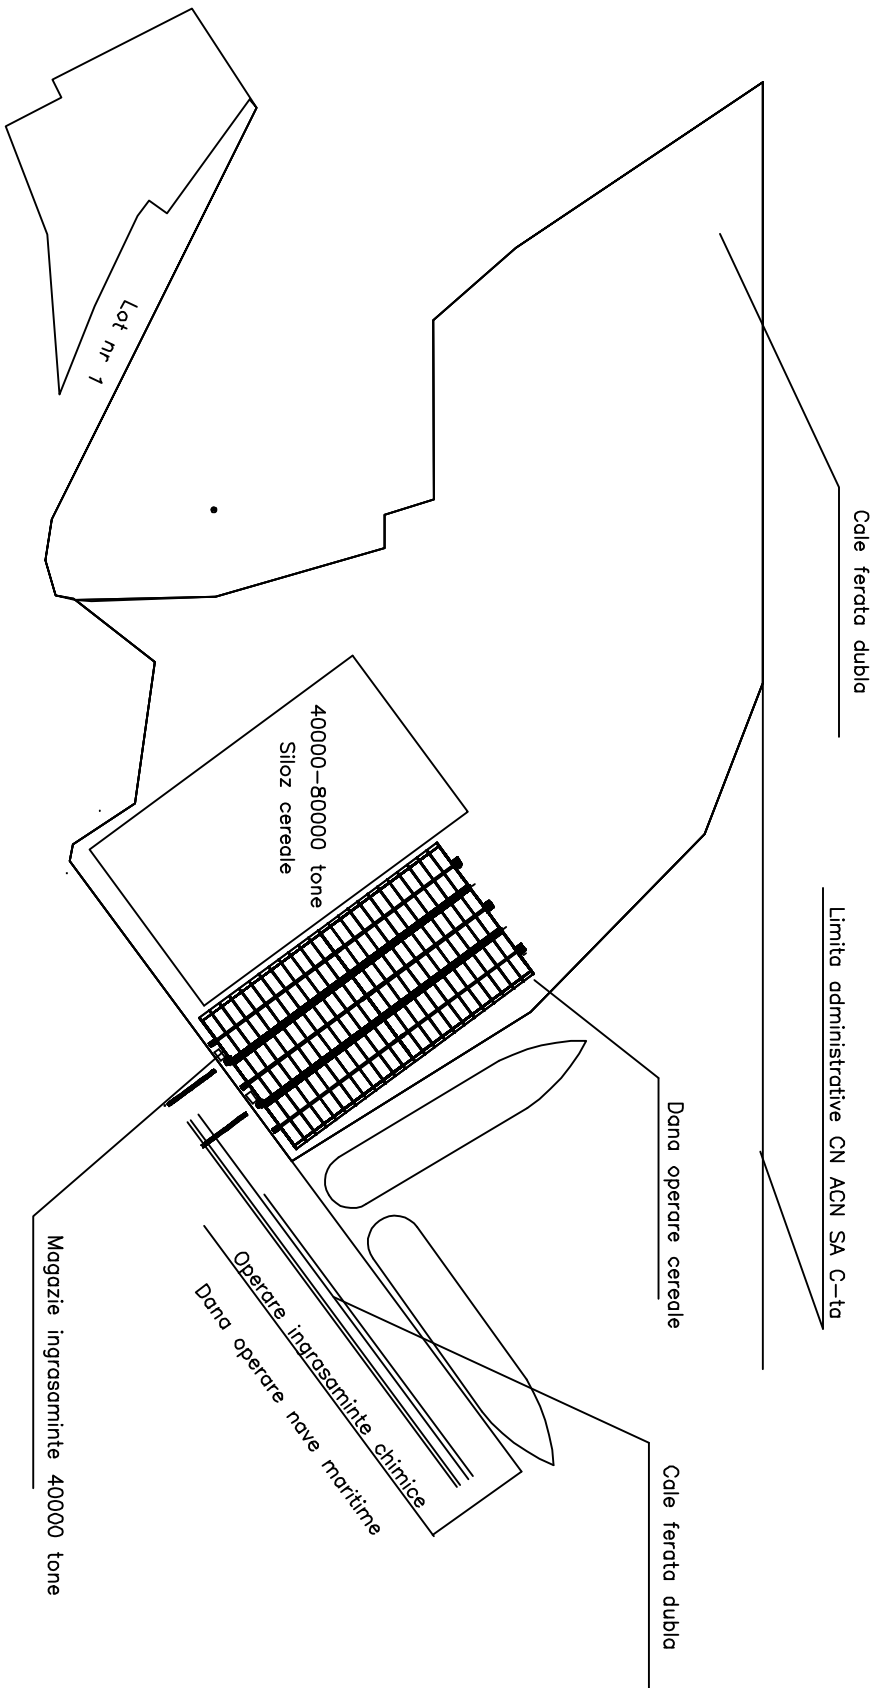 Cale ferata dubla
Limita administrative CN ACN SA C-ta
Lot nr 1
40000-80000 tone
Siloz cereale
Dana operare cereale
Cale ferata dubla
Operare ingrasaminte chimice
Dana operare nave maritime
Magazie ingrasaminte 40000 tone